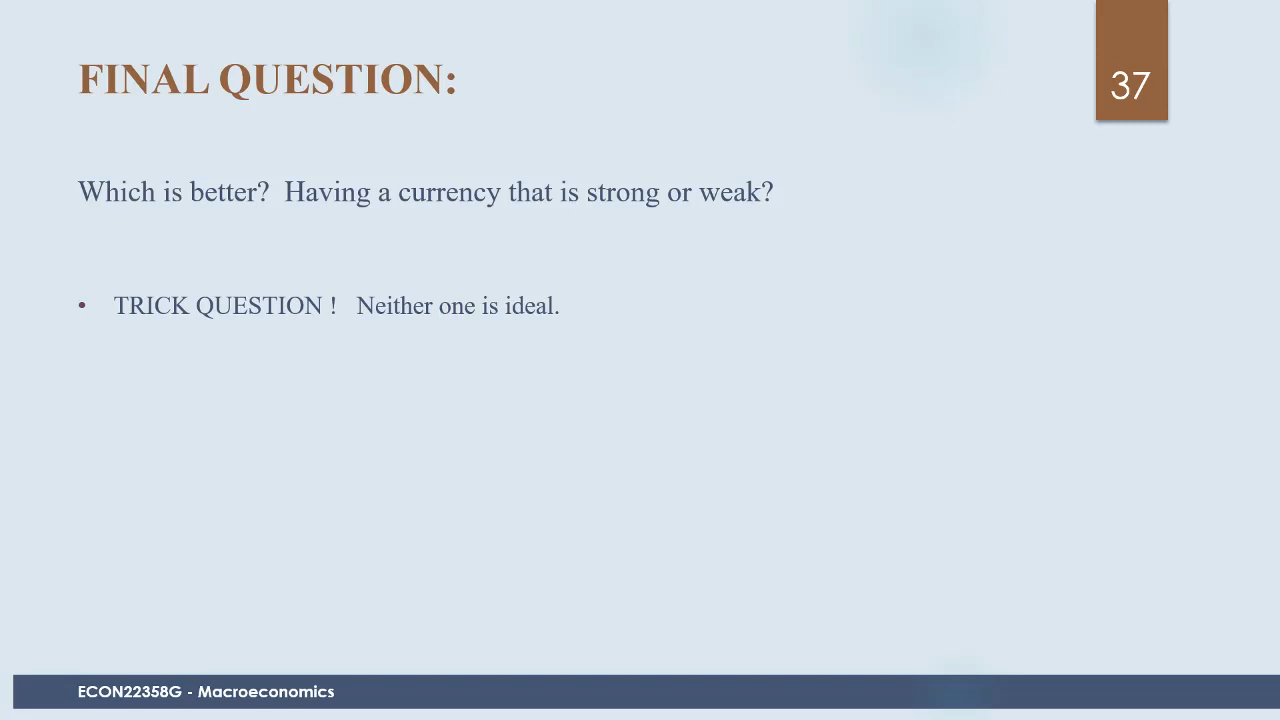 FINAL QUESTION:
37
Which is better?  Having a currency that is strong or weak?
• TRICK QUESTION !   Neither one is ideal.
ECON22358G - Macroeconomics